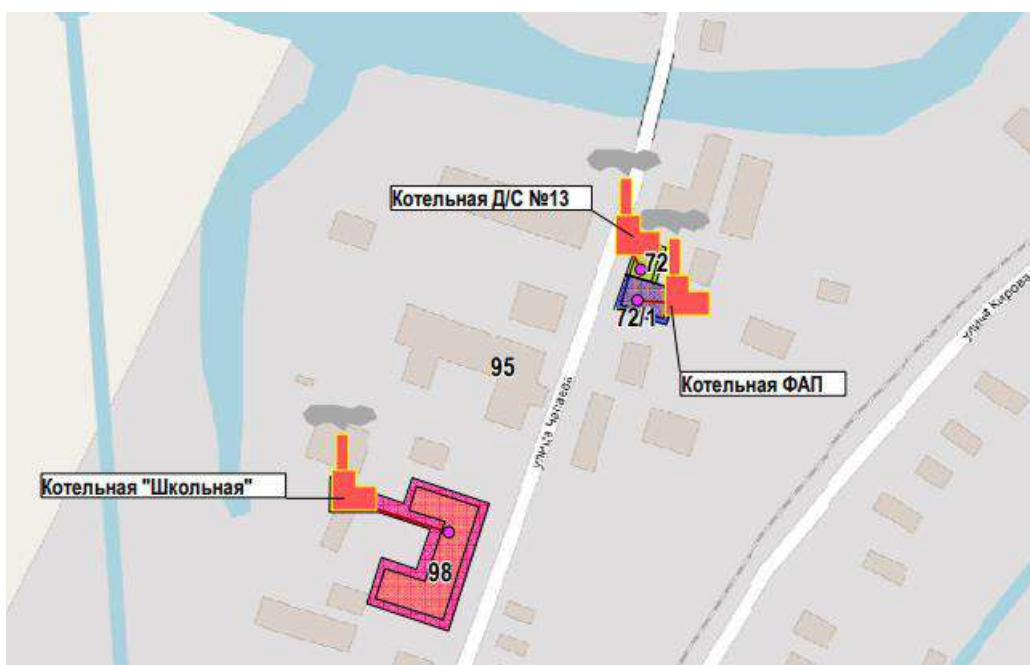 Котельная Д/С №13
72
72/1
улица Кирова
95
Котельная ФАП
улица Чапаева
Котельная "Школьная"
98